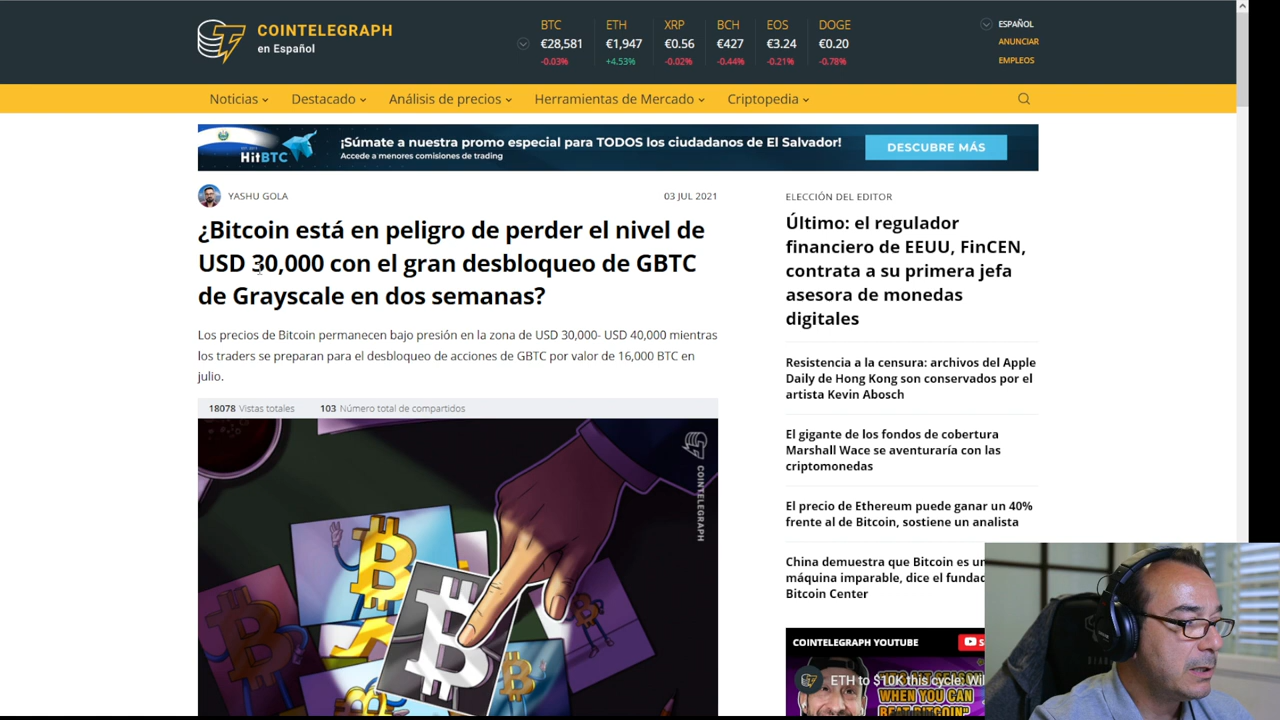 COINTELEGRAPH
en Español
BTC ETH XRP BCH EOS DOGE
€28,581 €1,947 €0.56 €427 €3.24 €0.20
-0.03% +4.53% -0.02% -0.44% -0.21% -0.78%
ESPAÑOL
ANUNCIAR
EMPLEOS
Noticias Destacado Análisis de precios Herramientas de Mercado Criptopedia
HitBTC
¡Súmate a nuestra promo especial para TODOS los ciudadanos de El Salvador!
Accede a menores comisiones de trading
DESCUBRE MÁS
YASHU GOLA 03 JUL 2021
¿Bitcoin está en peligro de perder el nivel de
USD 30,000 con el gran desbloqueo de GBTC
de Grayscale en dos semanas?
Los precios de Bitcoin permanecen bajo presión en la zona de USD 30,000- USD 40,000 mientras
los traders se preparan para el desbloqueo de acciones de GBTC por valor de 16,000 BTC en
julio.
18078 Vistas totales 103 Número total de compartidos
COINTELEGRAPH
ELECCIÓN DEL EDITOR
Último: el regulador
financiero de EEUU, FinCEN,
contrata a su primera jefa
asesora de monedas
digitales
Resistencia a la censura: archivos del Apple
Daily de Hong Kong son conservados por el
artista Kevin Abosch
El gigante de los fondos de cobertura
Marshall Wace se aventuraría con las
criptomonedas
El precio de Ethereum puede ganar un 40%
frente al de Bitcoin, sostiene un analista
China demuestra que Bitcoin es
máquina imparable, dice el
Bitcoin Center
COINTELEGRAPH YOUTUBE
ETH to $10K this cycle:
WHEN YOU CAN
BEAT BITCOIN"